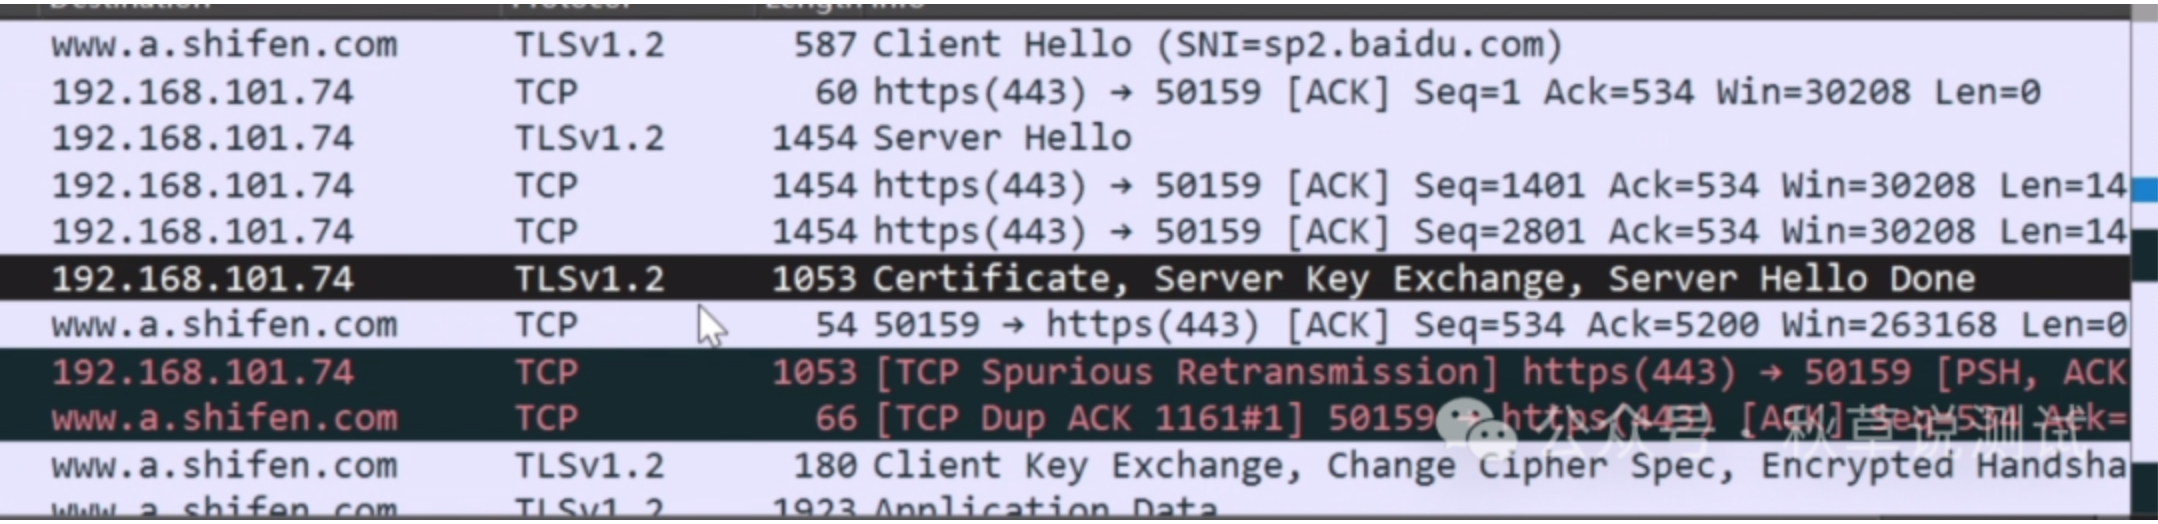 Destination Protocol Length Info
www.a.shifen.com TLSv1.2 587 Client Hello (SNI=sp2.baidu.com)
192.168.101.74 TCP 60 https(443) → 50159 [ACK] Seq=1 Ack=534 Win=30208 Len=0
192.168.101.74 TLSv1.2 1454 Server Hello
192.168.101.74 TCP 1454 https(443) → 50159 [ACK] Seq=1401 Ack=534 Win=30208 Len=14
192.168.101.74 TCP 1454 https(443) → 50159 [ACK] Seq=2801 Ack=534 Win=30208 Len=14
192.168.101.74 TLSv1.2 1053 Certificate, Server Key Exchange, Server Hello Done
www.a.shifen.com TCP 54 50159 → https(443) [ACK] Seq=534 Ack=5200 Win=263168 Len=0
192.168.101.74 TCP 1053 [TCP Spurious Retransmission] https(443) → 50159 [PSH, ACK
www.a.shifen.com TCP 66 [TCP Dup ACK 1161#1] 50159 → https(443) [ACK] Seq=534 Ack=
公众号 · 秋草说测试
www.a.shifen.com TLSv1.2 180 Client Key Exchange, Change Cipher Spec, Encrypted Handsha
www.a.shifen.com TLSv1.2 1923 Application Data